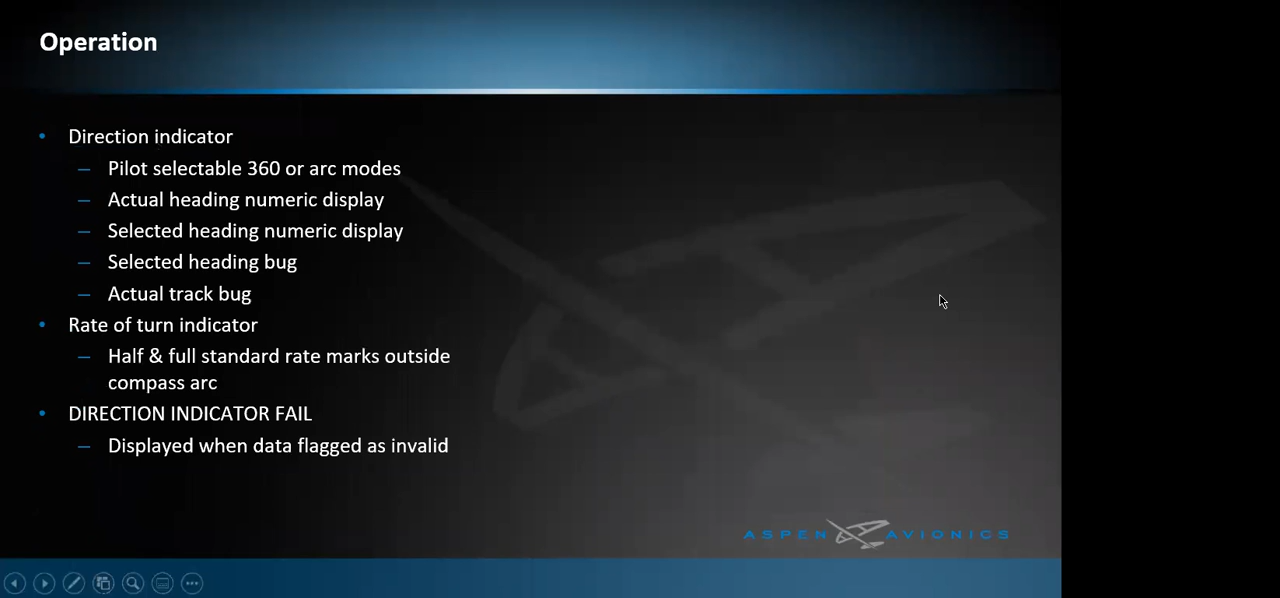 Operation
• Direction indicator
– Pilot selectable 360 or arc modes
– Actual heading numeric display
– Selected heading numeric display
– Selected heading bug
– Actual track bug
• Rate of turn indicator
– Half & full standard rate marks outside
compass arc
• DIRECTION INDICATOR FAIL
– Displayed when data flagged as invalid
ASPEN AVIONICS